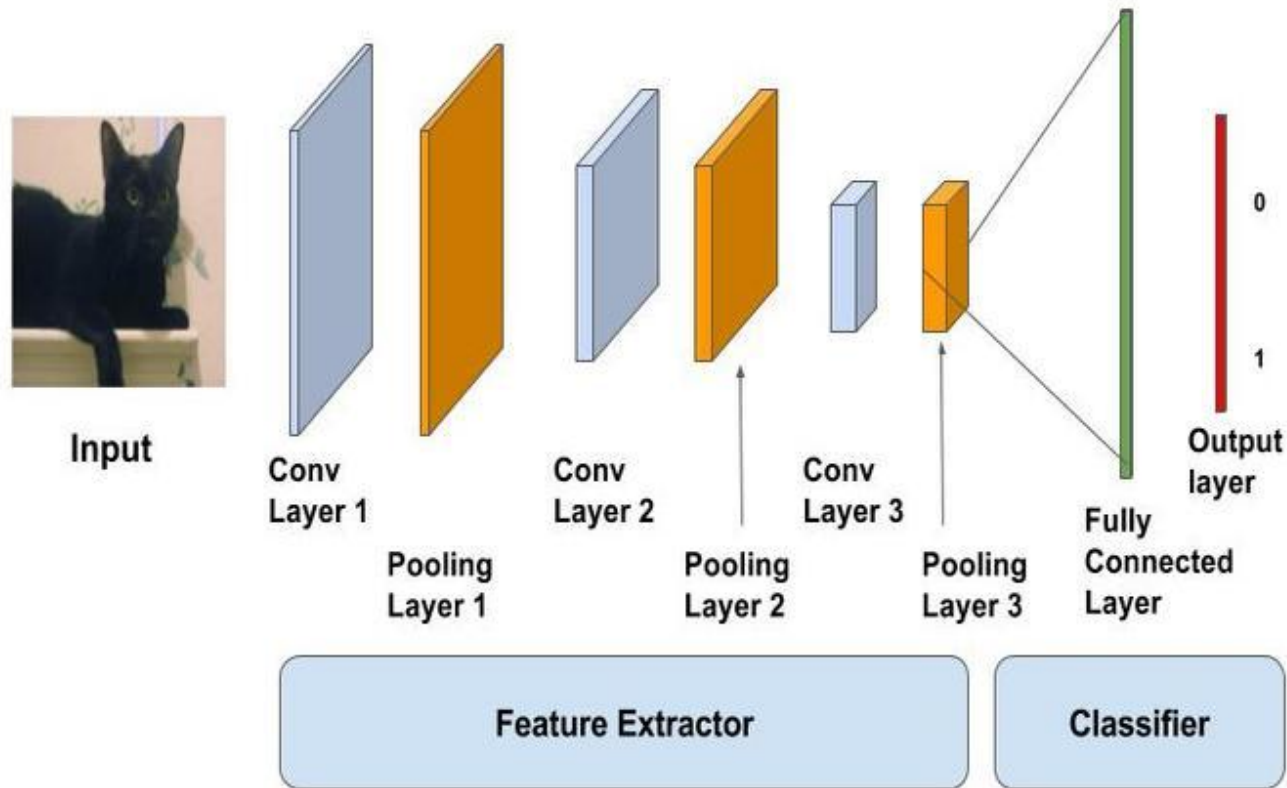 Input
Conv
Layer 1
Pooling
Layer 1
Conv
Layer 2
Pooling
Layer 2
Conv
Layer 3
Pooling
Layer 3
Fully
Connected
Layer
Output
layer
0
1
Feature Extractor
Classifier